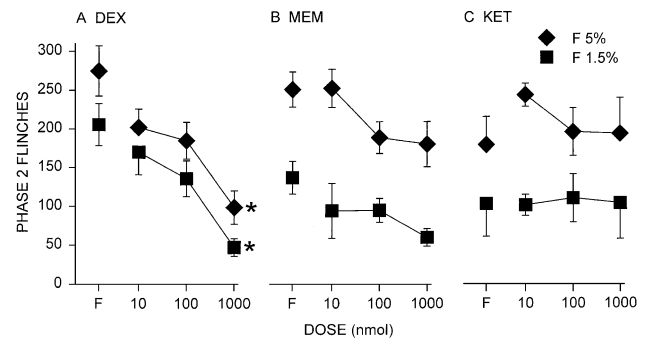 A DEX
B MEM
C KET
F 5%
F 1.5%
300
250
200
150
100
50
0
PHASE 2 FLINCHES
*
*
F 10 100 1000
F 10 100 1000
F 10 100 1000
DOSE (nmol)